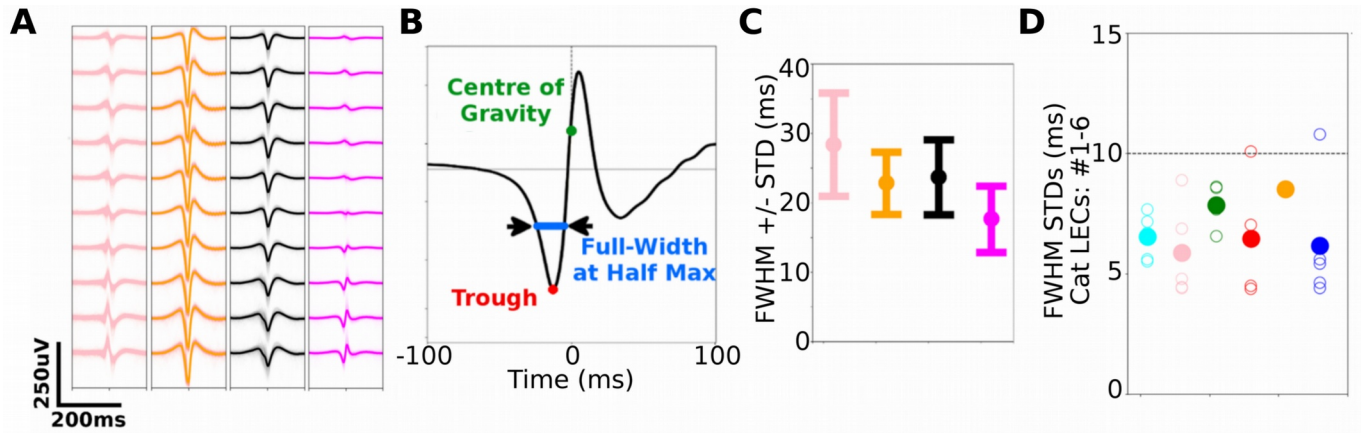 A
250uV
200ms
B
Centre of
Gravity
Full-Width
at Half Max
Trough
-100
0
100
Time (ms)
C
FWHM +/- STD (ms)
40
30
20
10
0
D
FWHM STDs (ms)
Cat LECs: #1-6
15
10
5
0